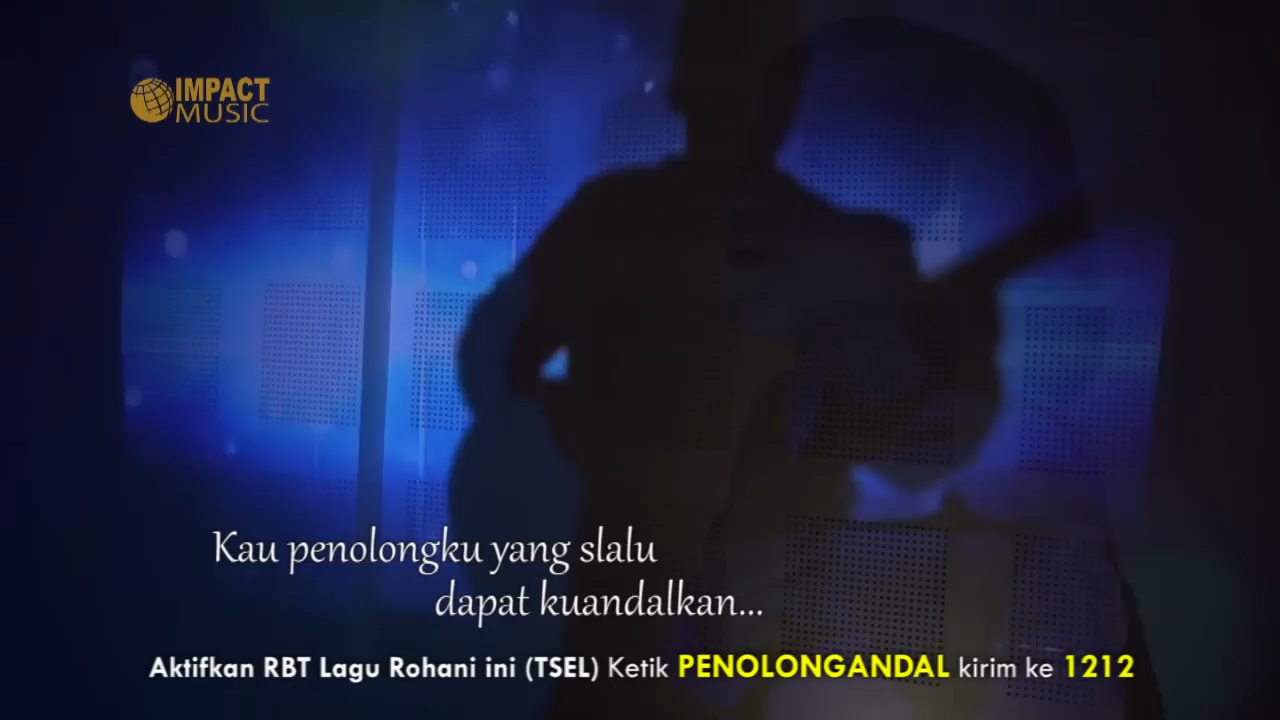 IMPACT
MUSIC
Kau penolongku yang slalu
dapat kuandalkan...
Aktifkan RBT Lagu Rohani ini (TSEL) Ketik PENOLONGANDAL kirim ke 1212